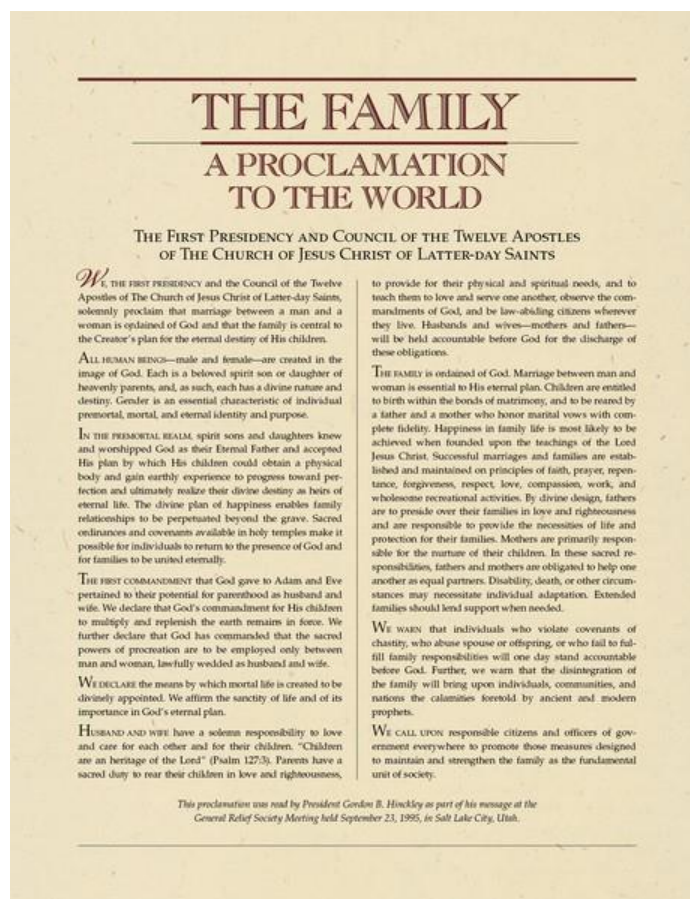 THE FAMILY
A PROCLAMATION
TO THE WORLD
THE FIRST PRESIDENCY AND COUNCIL OF THE TWELVE APOSTLES
OF THE CHURCH OF JESUS CHRIST OF LATTER-DAY SAINTS
WE, THE FIRST PRESIDENCY and the Council of the Twelve
Apostles of The Church of Jesus Christ of Latter-day Saints,
solemnly proclaim that marriage between a man and a
woman is ordained of God and that the family is central to
the Creator's plan for the eternal destiny of His children.
ALL HUMAN BEINGS—male and female—are created in the
image of God. Each is a beloved spirit son or daughter of
heavenly parents, and, as such, each has a divine nature and
destiny. Gender is an essential characteristic of individual
premortal, mortal, and eternal identity and purpose.
IN THE PREMORTAL REALM, spirit sons and daughters knew
and worshipped God as their Eternal Father and accepted
His plan by which His children could obtain a physical
body and gain earthly experience to progress toward per-
fection and ultimately realize their divine destiny as heirs of
eternal life. The divine plan of happiness enables family
relationships to be perpetuated beyond the grave. Sacred
ordinances and covenants available in holy temples make it
possible for individuals to return to the presence of God and
for families to be united eternally.
THE FIRST COMMANDMENT that God gave to Adam and Eve
pertained to their potential for parenthood as husband and
wife. We declare that God's commandment for His children
to multiply and replenish the earth remains in force. We
further declare that God has commanded that the sacred
powers of procreation are to be employed only between
man and woman, lawfully wedded as husband and wife.
WE DECLARE the means by which mortal life is created to be
divinely appointed. We affirm the sanctity of life and of its
importance in God's eternal plan.
HUSBAND AND WIFE have a solemn responsibility to love
and care for each other and for their children. "Children
are an heritage of the Lord" (Psalm 127:3). Parents have a
sacred duty to rear their children in love and righteousness,
to provide for their physical and spiritual needs, and to
teach them to love and serve one another, observe the com-
mandments of God, and be law-abiding citizens wherever
they live. Husbands and wives—mothers and fathers—
will be held accountable before God for the discharge of
these obligations.
THE FAMILY is ordained of God. Marriage between man and
woman is essential to His eternal plan. Children are entitled
to birth within the bonds of matrimony, and to be reared by
a father and a mother who honor marital vows with com-
plete fidelity. Happiness in family life is most likely to be
achieved when founded upon the teachings of the Lord
Jesus Christ. Successful marriages and families are estab-
lished and maintained on principles of faith, prayer, repen-
tance, forgiveness, respect, love, compassion, work, and
wholesome recreational activities. By divine design, fathers
are to preside over their families in love and righteousness
and are responsible to provide the necessities of life and
protection for their families. Mothers are primarily respon-
sible for the nurture of their children. In these sacred re-
sponsibilities, fathers and mothers are obligated to help one
another as equal partners. Disability, death, or other circum-
stances may necessitate individual adaptation. Extended
families should lend support when needed.
WE WARN that individuals who violate covenants of
chastity, who abuse spouse or offspring, or who fail to ful-
fill family responsibilities will one day stand accountable
before God. Further, we warn that the disintegration of
the family will bring upon individuals, communities, and
nations the calamities foretold by ancient and modern
prophets.
WE CALL UPON responsible citizens and officers of gov-
ernment everywhere to promote those measures designed
to maintain and strengthen the family as the fundamental
unit of society.
This proclamation was read by President Gordon B. Hinckley as part of his message at the
General Relief Society Meeting held September 23, 1995, in Salt Lake City, Utah.